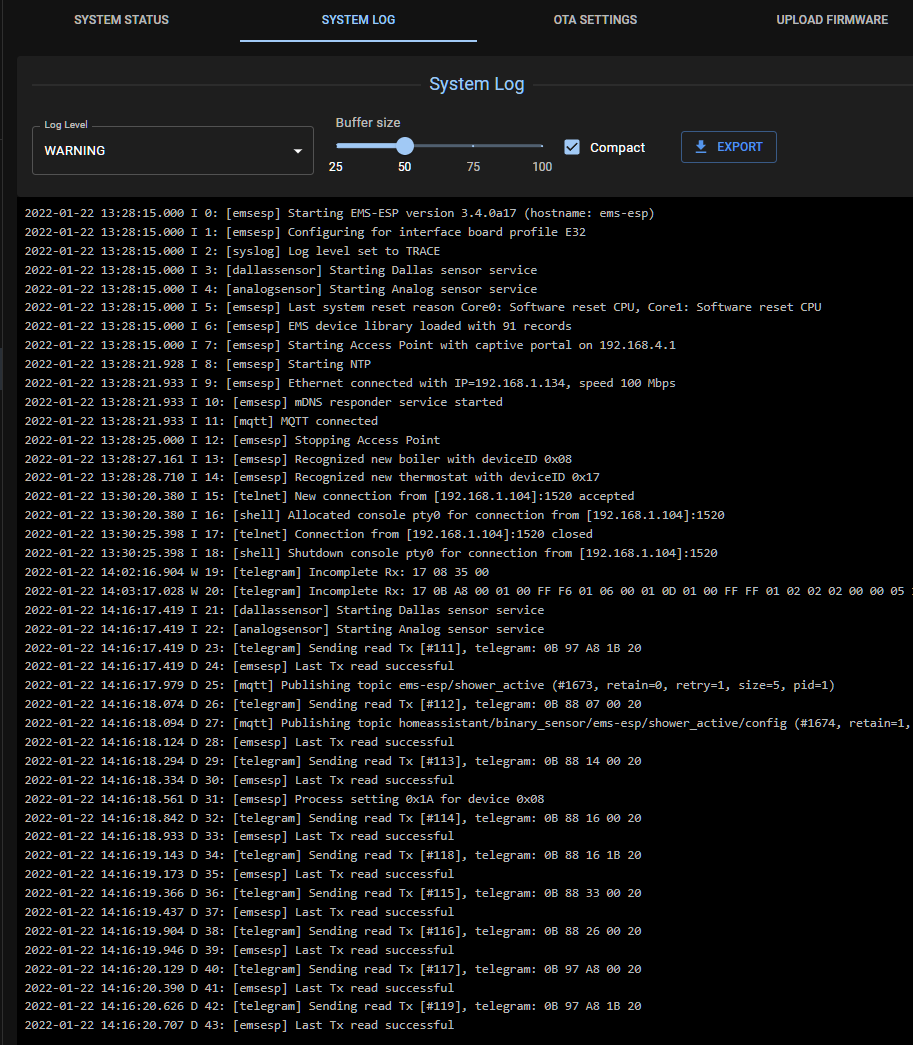 SYSTEM STATUS
SYSTEM LOG
OTA SETTINGS
UPLOAD FIRMWARE
System Log
Log Level
WARNING
Buffer size
25
50
75
100
Compact
EXPORT
2022-01-22 13:28:15.000 I 0: [emsesp] Starting EMS-ESP version 3.4.0a17 (hostname: ems-esp)
2022-01-22 13:28:15.000 I 1: [emsesp] Configuring for interface board profile E32
2022-01-22 13:28:15.000 I 2: [syslog] Log level set to TRACE
2022-01-22 13:28:15.000 I 3: [dallassensor] Starting Dallas sensor service
2022-01-22 13:28:15.000 I 4: [analogsensor] Starting Analog sensor service
2022-01-22 13:28:15.000 I 5: [emsesp] Last system reset reason Core0: Software reset CPU, Core1: Software reset CPU
2022-01-22 13:28:15.000 I 6: [emsesp] EMS device library loaded with 91 records
2022-01-22 13:28:15.000 I 7: [emsesp] Starting Access Point with captive portal on 192.168.4.1
2022-01-22 13:28:21.928 I 8: [emsesp] Starting NTP
2022-01-22 13:28:21.933 I 9: [emsesp] Ethernet connected with IP=192.168.1.134, speed 100 Mbps
2022-01-22 13:28:21.933 I 10: [emsesp] mDNS responder service started
2022-01-22 13:28:21.933 I 11: [mqtt] MQTT connected
2022-01-22 13:28:25.000 I 12: [emsesp] Stopping Access Point
2022-01-22 13:28:27.161 I 13: [emsesp] Recognized new boiler with deviceID 0x08
2022-01-22 13:28:28.710 I 14: [emsesp] Recognized new thermostat with deviceID 0x17
2022-01-22 13:30:20.380 I 15: [telnet] New connection from [192.168.1.104]:1520 accepted
2022-01-22 13:30:20.380 I 16: [shell] Allocated console pty0 for connection from [192.168.1.104]:1520
2022-01-22 13:30:25.398 I 17: [telnet] Connection from [192.168.1.104]:1520 closed
2022-01-22 13:30:25.398 I 18: [shell] Shutdown console pty0 for connection from [192.168.1.104]:1520
2022-01-22 14:02:16.904 W 19: [telegram] Incomplete Rx: 17 08 35 00
2022-01-22 14:03:17.028 W 20: [telegram] Incomplete Rx: 17 0B A8 00 01 00 FF F6 01 06 00 01 0D 01 00 FF FF 01 02 02 02 00 00 05
2022-01-22 14:16:17.419 I 21: [dallassensor] Starting Dallas sensor service
2022-01-22 14:16:17.419 I 22: [analogsensor] Starting Analog sensor service
2022-01-22 14:16:17.419 D 23: [telegram] Sending read Tx [#111], telegram: 0B 97 A8 1B 20
2022-01-22 14:16:17.419 D 24: [emsesp] Last Tx read successful
2022-01-22 14:16:17.979 D 25: [mqtt] Publishing topic ems-esp/shower_active (#1673, retain=0, retry=1, size=5, pid=1)
2022-01-22 14:16:18.074 D 26: [telegram] Sending read Tx [#112], telegram: 0B 88 07 00 20
2022-01-22 14:16:18.094 D 27: [mqtt] Publishing topic homeassistant/binary_sensor/ems-esp/shower_active/config (#1674, retain=1,
2022-01-22 14:16:18.124 D 28: [emsesp] Last Tx read successful
2022-01-22 14:16:18.294 D 29: [telegram] Sending read Tx [#113], telegram: 0B 88 14 00 20
2022-01-22 14:16:18.334 D 30: [emsesp] Last Tx read successful
2022-01-22 14:16:18.561 D 31: [emsesp] Process setting 0x1A for device 0x08
2022-01-22 14:16:18.842 D 32: [telegram] Sending read Tx [#114], telegram: 0B 88 16 00 20
2022-01-22 14:16:18.933 D 33: [emsesp] Last Tx read successful
2022-01-22 14:16:19.143 D 34: [telegram] Sending read Tx [#118], telegram: 0B 88 16 1B 20
2022-01-22 14:16:19.173 D 35: [emsesp] Last Tx read successful
2022-01-22 14:16:19.366 D 36: [telegram] Sending read Tx [#115], telegram: 0B 88 33 00 20
2022-01-22 14:16:19.437 D 37: [emsesp] Last Tx read successful
2022-01-22 14:16:19.904 D 38: [telegram] Sending read Tx [#116], telegram: 0B 88 26 00 20
2022-01-22 14:16:19.946 D 39: [emsesp] Last Tx read successful
2022-01-22 14:16:20.129 D 40: [telegram] Sending read Tx [#117], telegram: 0B 97 A8 00 20
2022-01-22 14:16:20.390 D 41: [emsesp] Last Tx read successful
2022-01-22 14:16:20.626 D 42: [telegram] Sending read Tx [#119], telegram: 0B 97 A8 1B 20
2022-01-22 14:16:20.707 D 43: [emsesp] Last Tx read successful